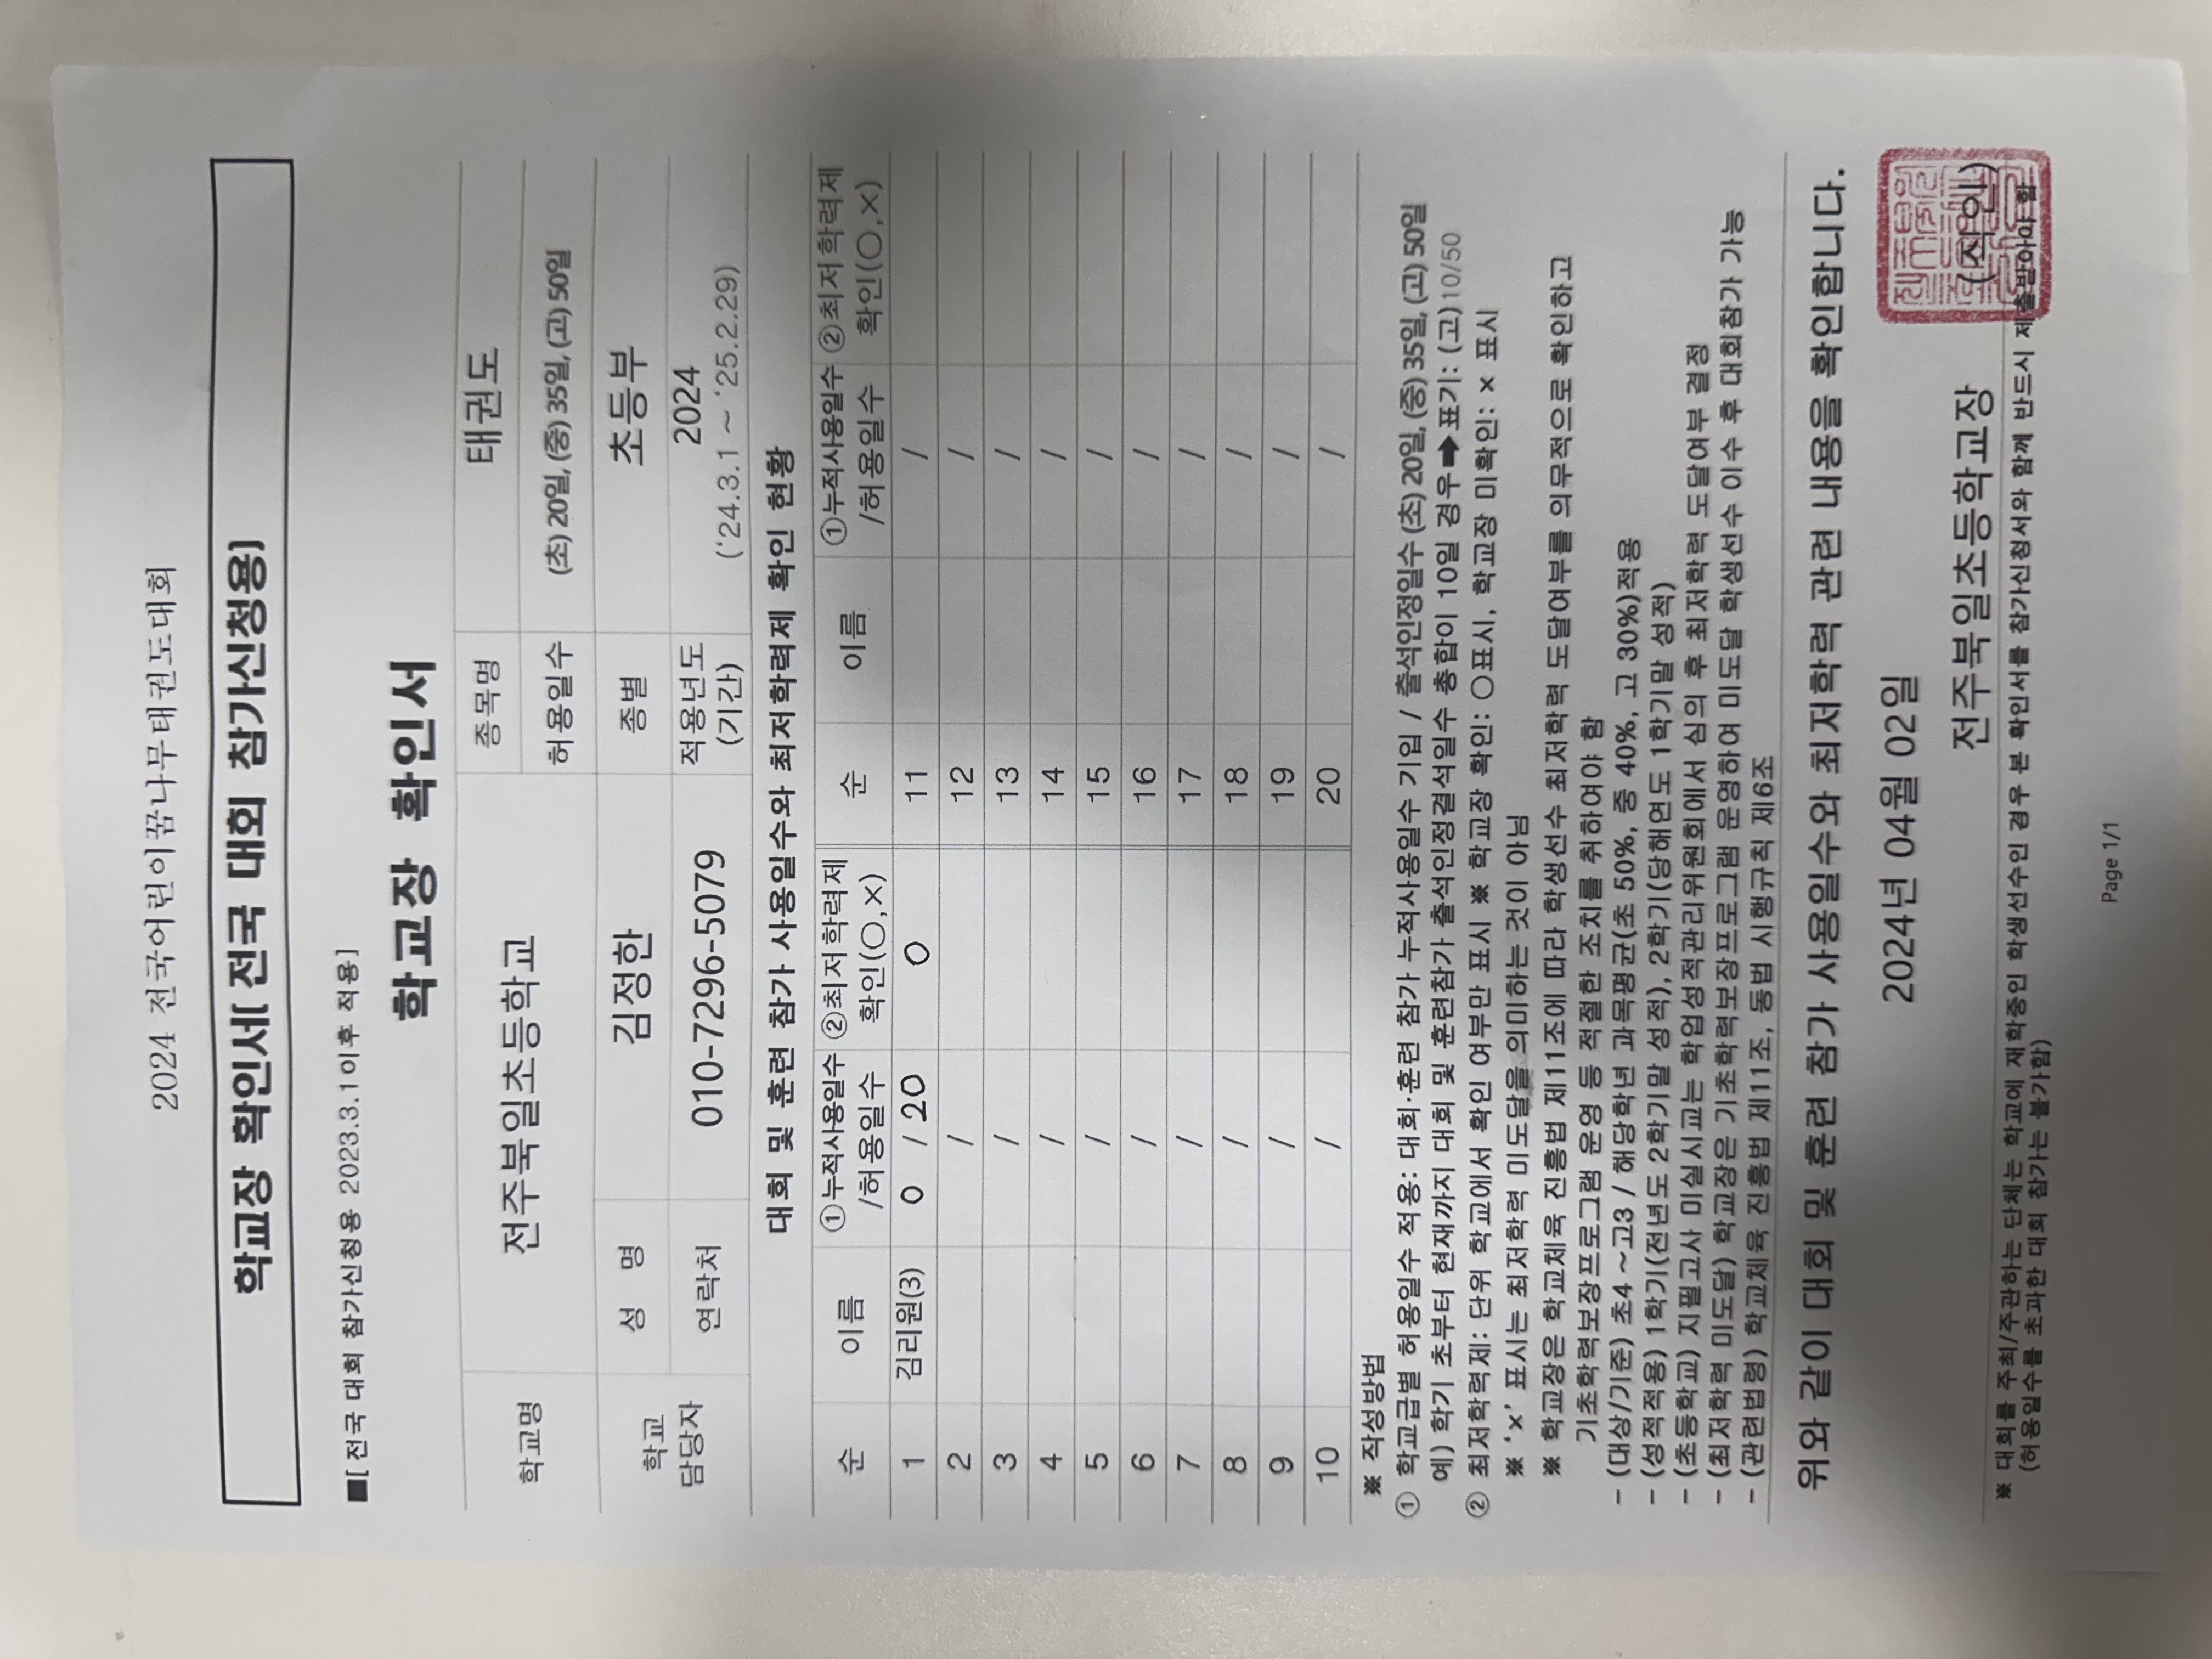 2024 전국어린이꿈나무태권도대회
학교장 확인서[전국 대회 참가신청용]
■[전국 대회 참가신청용 2023.3.1이후 적용]
학교장 확인서
학교명 전주북일초등학교 종목명 태권도
허용일수 (초) 20일, (중) 35일, (고) 50일
학교 담당자 성 명 김정한 종별 초등부
연락처 010-7296-5079 적용년도 (기간) 2024 ('24.3.1 ~ '25.2.29)
대회 및 훈련 참가 사용일수와 최저학력제 확인 현황
순 이름 ①누적사용일수 /허용일수 ②최저학력제 확인(○,×) 순 이름 ①누적사용일수 /허용일수 ②최저학력제 확인(○,×)
1 김리원(3) 0 / 20 O 11 /
2 / 12 /
3 / 13 /
4 / 14 /
5 / 15 /
6 / 16 /
7 / 17 /
8 / 18 /
9 / 19 /
10 / 20 /
※ 작성방법
① 학교급별 허용일수 적용: 대회·훈련 참가 누적사용일수 기입 / 출석인정일수 (초) 20일, (중) 35일, (고) 50일
예) 학기 초부터 현재까지 대회 및 훈련참가 출석인정결석일수 총합이 10일 경우 ➡ 표기: (고) 10/50
② 최저학력제: 단위 학교에서 확인 여부만 표시 ※ 학교장 확인: ○표시, 학교장 미확인: × 표시
※ '×' 표시는 최저학력 미도달을 의미하는 것이 아님
※ 학교장은 학교체육 진흥법 제11조에 따라 학생선수 최저학력 도달여부를 의무적으로 확인하고
기초학력보장프로그램 운영 등 적절한 조치를 취하여야 함
- (대상/기준) 초4 ~ 고3 / 해당학년 과목평균(초 50%, 중 40%, 고 30%)적용
- (성적적용) 1학기(전년도 2학기말 성적), 2학기(당해연도 1학기말 성적)
- (초등학교) 지필고사 미실시교는 학업성적관리위원회에서 심의 후 최저학력 도달여부 결정
- (최저학력 미도달) 학교장은 기초학력보장프로그램 운영하여 미도달 학생선수 이수 후 대회참가 가능
- (관련법령) 학교체육 진흥법 제11조, 동법 시행규칙 제6조
위와 같이 대회 및 훈련 참가 사용일수와 최저학력 관련 내용을 확인합니다.
2024년 04월 02일
전주북일초등학교장 (직인)
※ 대회를 주최/주관하는 단체는 학교에 재학중인 학생선수인 경우 본 확인서를 참가신청서와 함께 반드시 제출받아야 함
(허용일수를 초과한 대회 참가는 불가함)
Page 1/1